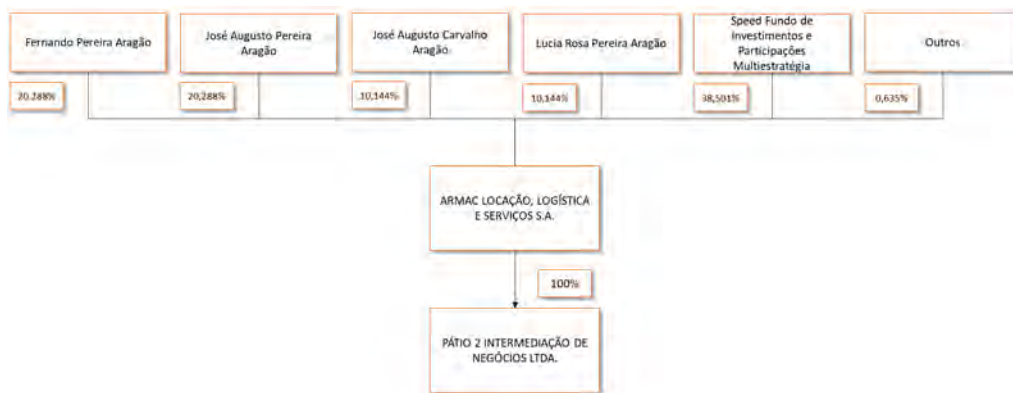 Fernando Pereira Aragão
José Augusto Pereira
Aragão
José Augusto Carvalho
Aragão
Lucia Rosa Pereira Aragão
Speed Fundo de
Investimentos e
Participações
Multiestratégia
Outros
20,288%
20,288%
10,144%
10,144%
38,501%
0,635%
ARMAC LOCAÇÃO, LOGÍSTICA
E SERVIÇOS S.A.
100%
PÁTIO 2 INTERMEDIAÇÃO DE
NEGÓCIOS LTDA.